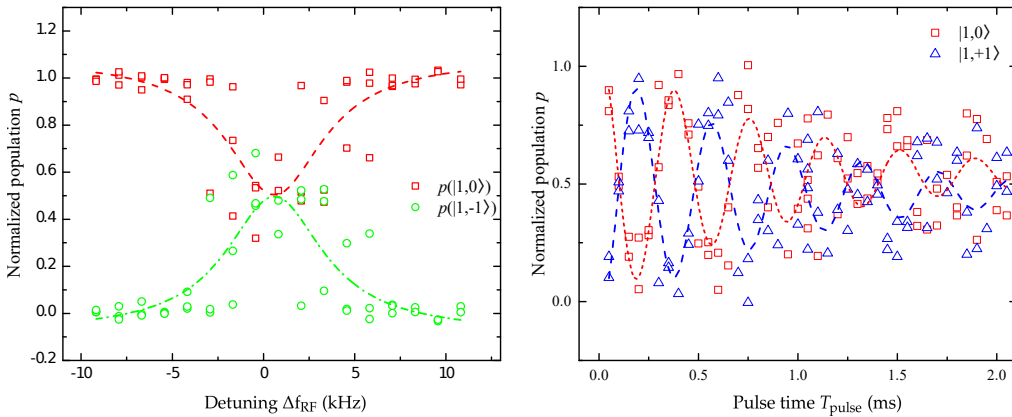 1.2
1.0
0.8
0.6
0.4
0.2
0.0
-0.2
Normalized population p
p(|1,0⟩)
p(|1,-1⟩)
-10 -5 0 5 10
Detuning Δf_RF (kHz)
1.0
0.5
0.0
Normalized population p
|1,0⟩
|1,+1⟩
0.0 0.5 1.0 1.5 2.0
Pulse time T_pulse (ms)